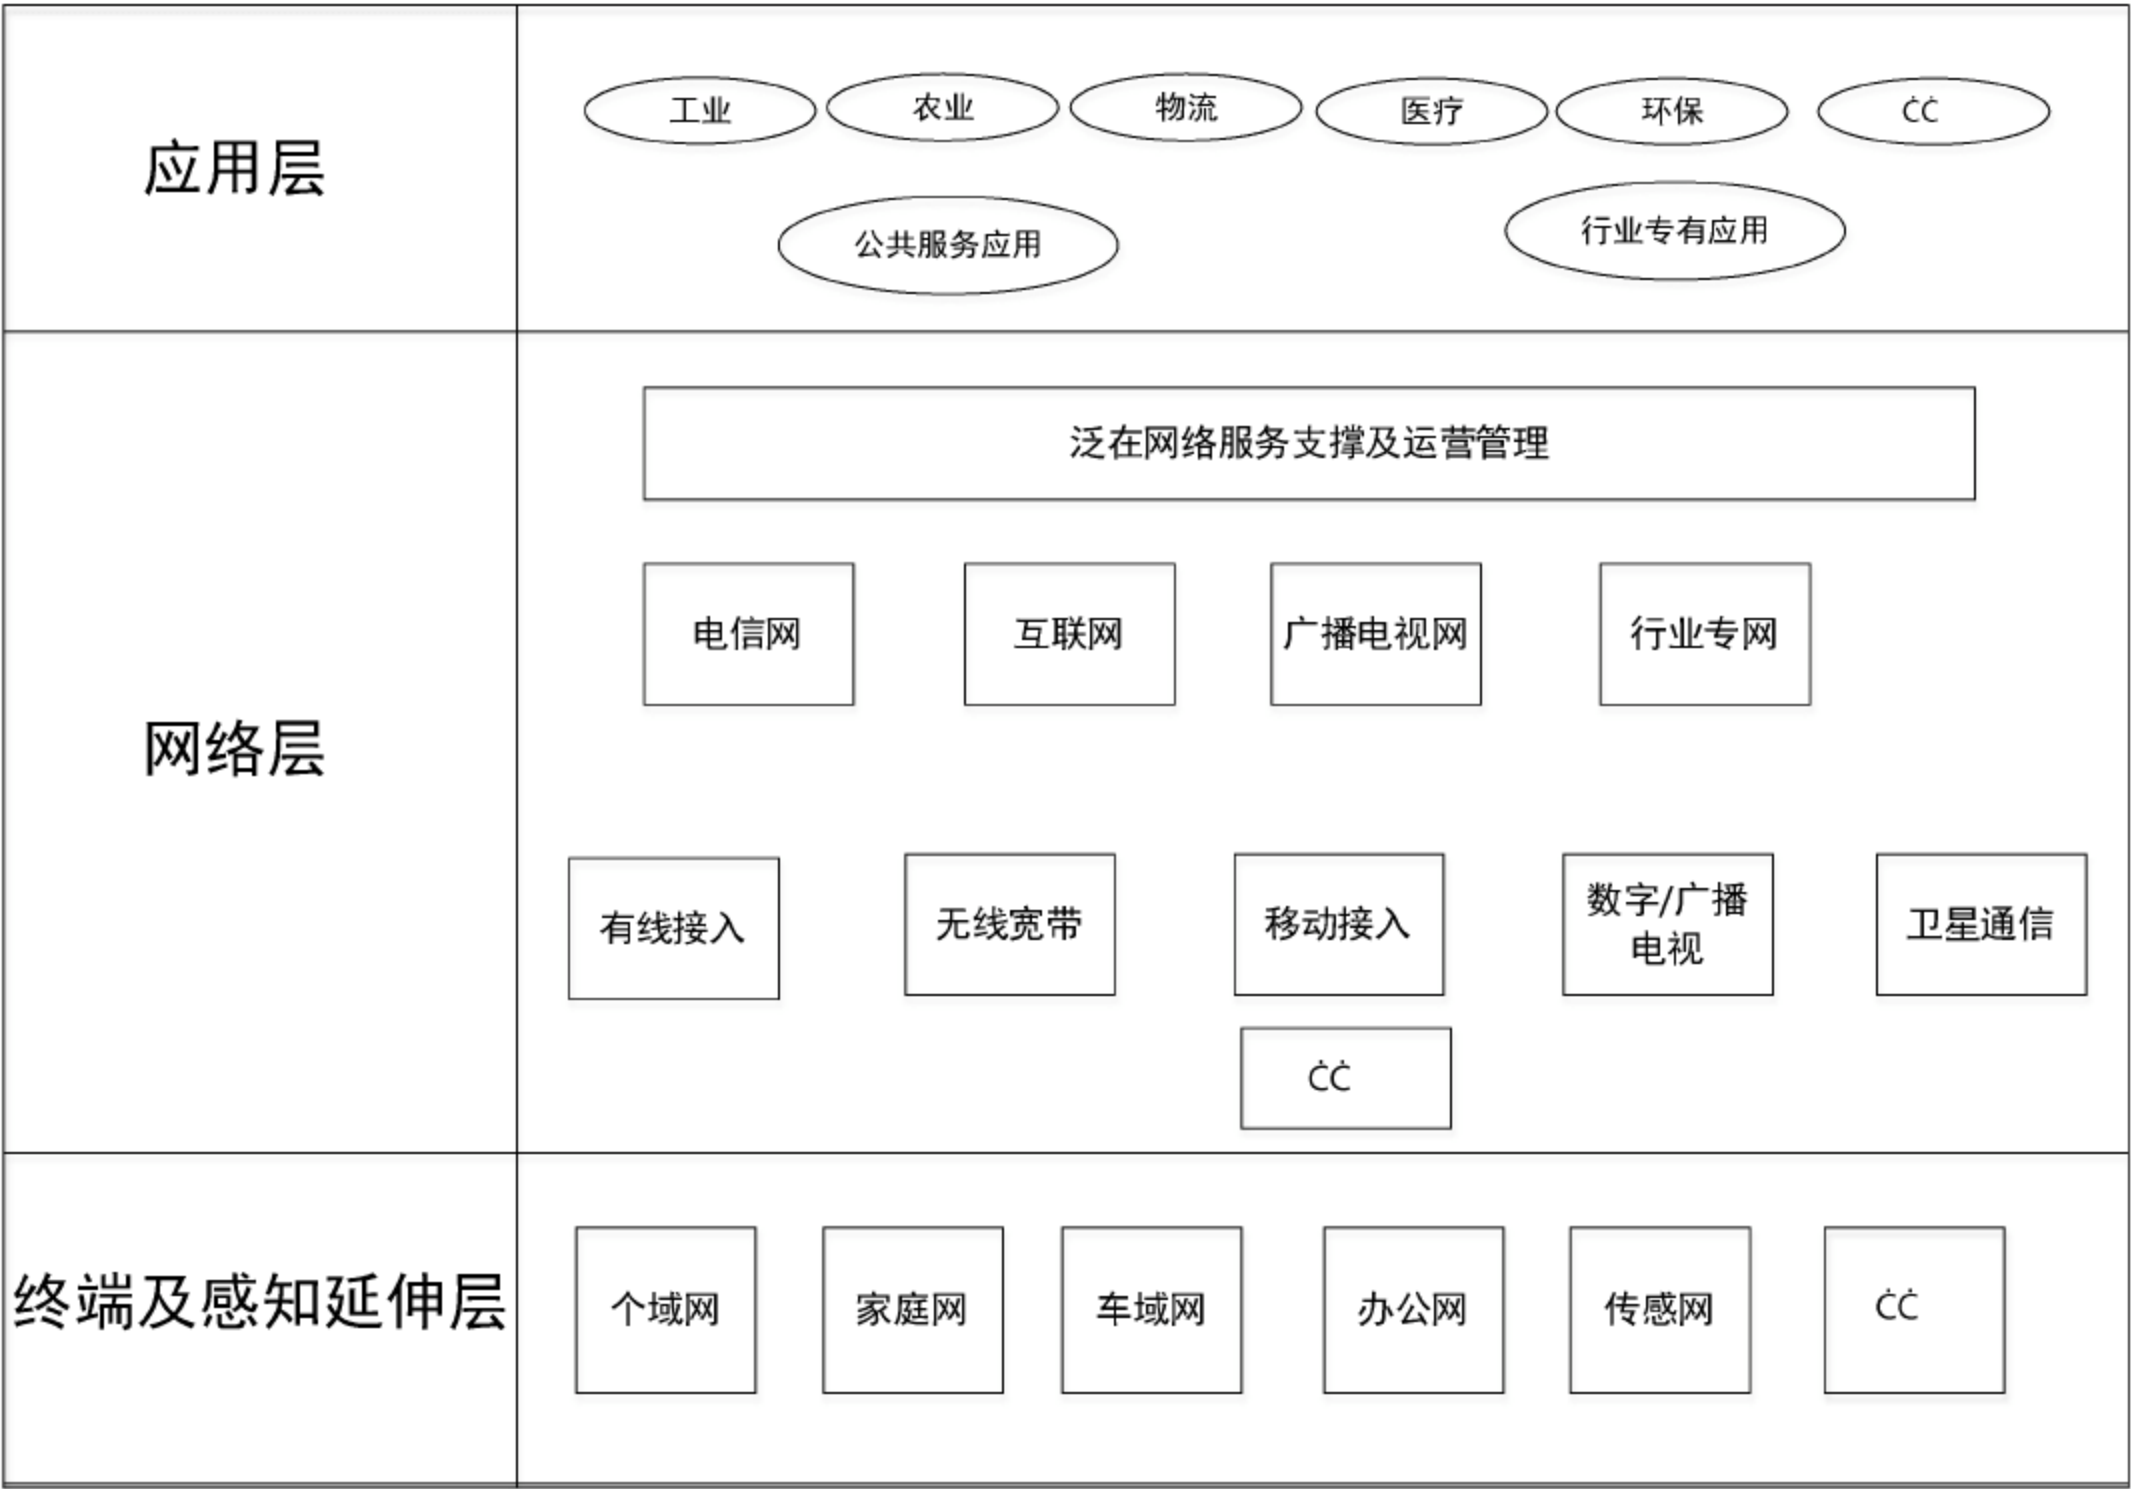 应用层
工业
农业
物流
医疗
环保
ĊĊ
公共服务应用
行业专有应用
网络层
泛在网络服务支撑及运营管理
电信网
互联网
广播电视网
行业专网
有线接入
无线宽带
移动接入
数字/广播
电视
卫星通信
ĊĊ
终端及感知延伸层
个域网
家庭网
车域网
办公网
传感网
ĊĊ